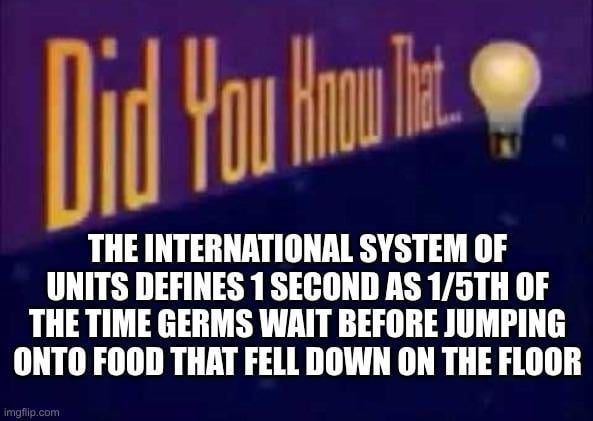 Did You Know That...
THE INTERNATIONAL SYSTEM OF
UNITS DEFINES 1 SECOND AS 1/5TH OF
THE TIME GERMS WAIT BEFORE JUMPING
ONTO FOOD THAT FELL DOWN ON THE FLOOR
imgflip.com